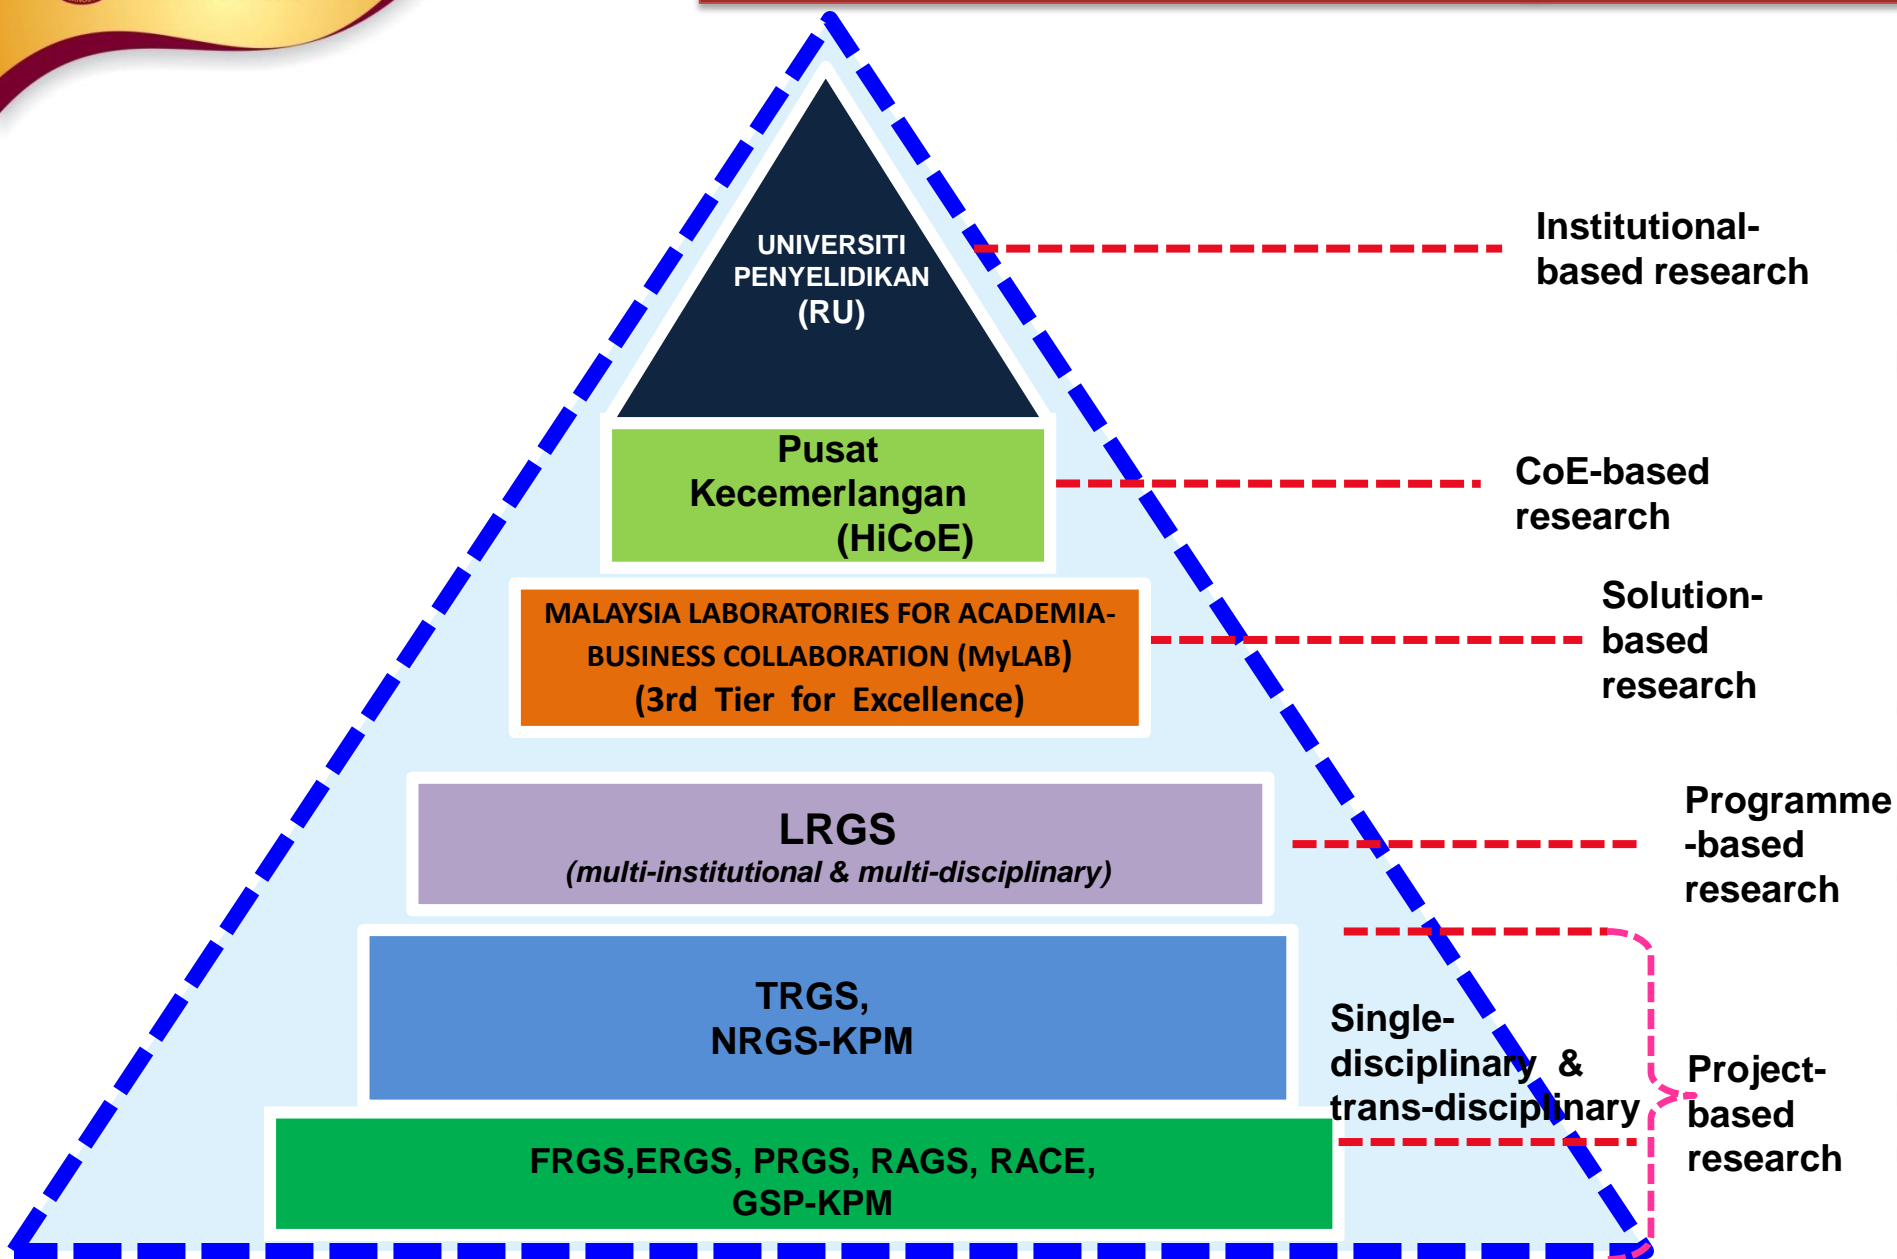 UNIVERSITI
PENYELIDIKAN
(RU)
Institutional-
based research
Pusat
Kecemerlangan
(HiCoE)
CoE-based
research
MALAYSIA LABORATORIES FOR ACADEMIA-
BUSINESS COLLABORATION (MyLAB)
(3rd Tier for Excellence)
Solution-
based
research
LRGS
(multi-institutional & multi-disciplinary)
Programme
-based
research
TRGS,
NRGS-KPM
Single-
disciplinary &
trans-disciplinary
Project-
based
research
FRGS,ERGS, PRGS, RAGS, RACE,
GSP-KPM